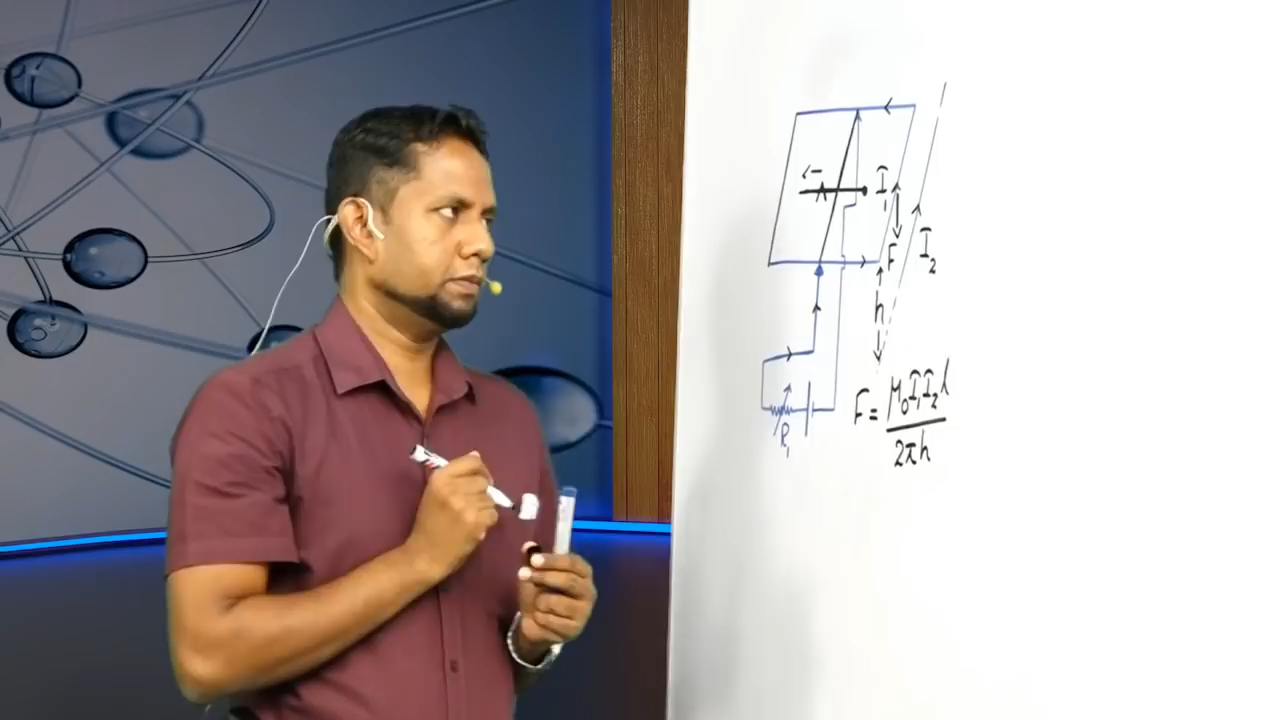 I₁
F
I₂
h
R₁
F = μ₀I₁I₂l
2πh